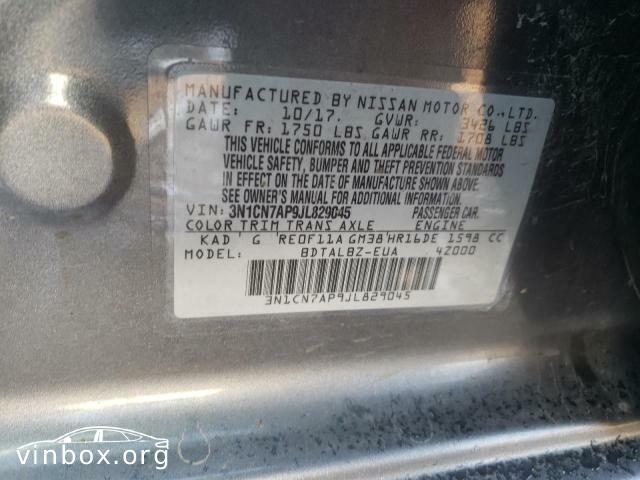 MANUFACTURED BY NISSAN MOTOR CO., LTD.
DATE: 10/17. GVWR: 3426 LBS
GAWR FR: 1750 LBS GAWR RR: 1708 LBS
THIS VEHICLE CONFORMS TO ALL APPLICABLE FEDERAL MOTOR
VEHICLE SAFETY, BUMPER AND THEFT PREVENTION STANDARDS
IN EFFECT ON THE DATE OF MANUFACTURE SHOWN ABOVE.
SEE OWNER'S MANUAL FOR ADDITIONAL INFORMATION.
VIN: 3N1CN7AP9JL829045 PASSENGER CAR.
COLOR TRIM TRANS AXLE ENGINE
KAD ' G 'RE0F11A GM38'HR16DE 1598 CC
MODEL: BDTALBZ-EUA 42000
3N1CN7AP9JL829045
vinbox.org